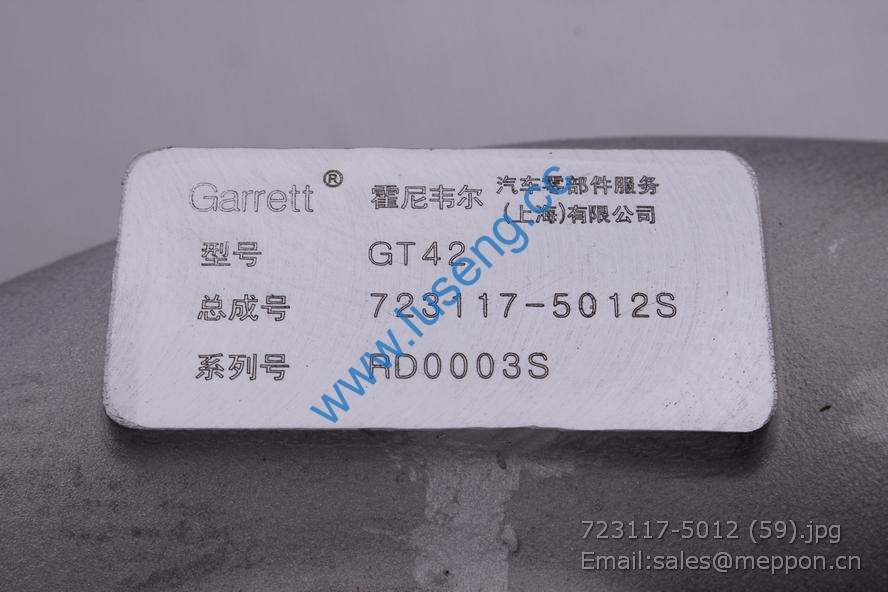 Garrett® 霍尼韦尔 汽车零部件服务
(上海)有限公司
型号 GT42
总成号 723117-5012S
系列号 RD0003S
www.luseng.cc
723117-5012 (59).jpg
Email:sales@meppon.cn